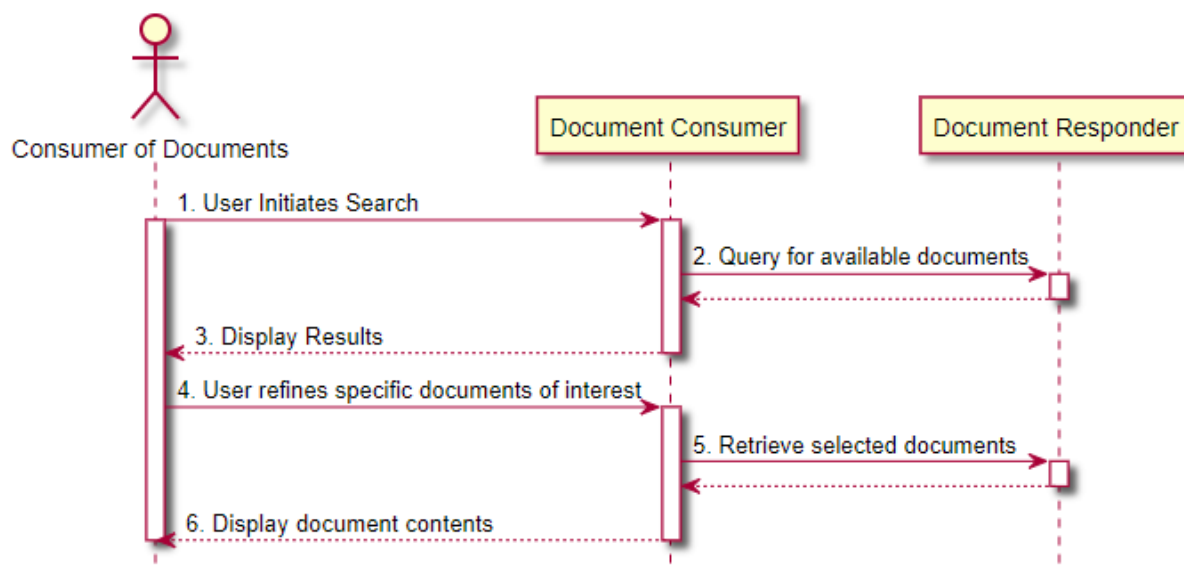 Consumer of Documents
Document Consumer
Document Responder
1. User Initiates Search
2. Query for available documents
3. Display Results
4. User refines specific documents of interest
5. Retrieve selected documents
6. Display document contents